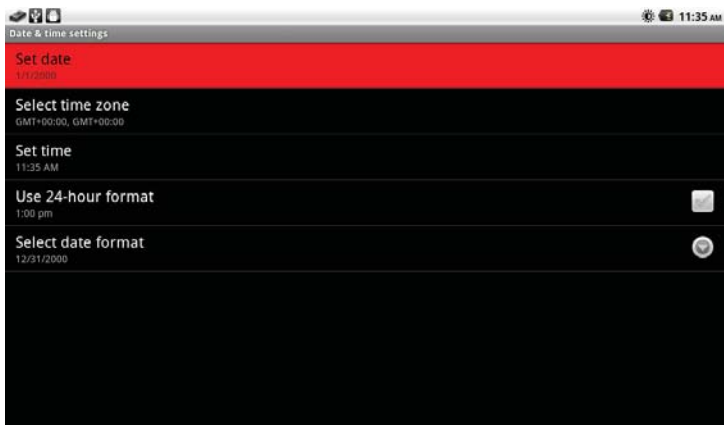 11:35 AM
Date & time settings
Set date
1/1/2000
Select time zone
GMT+00:00, GMT+00:00
Set time
11:35 AM
Use 24-hour format
1:00 pm
Select date format
12/31/2000